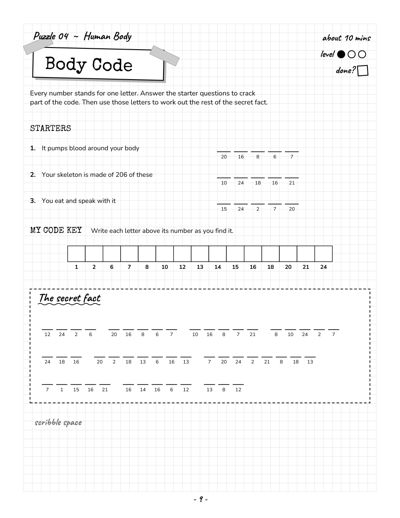 Puzzle 04 ~ Human Body
about 10 mins
Body Code
level
done?
Every number stands for one letter. Answer the starter questions to crack
part of the code. Then use those letters to work out the rest of the secret fact.
STARTERS
1. It pumps blood around your body
20 16 8 6 7
2. Your skeleton is made of 206 of these
10 24 18 16 21
3. You eat and speak with it
15 24 2 7 20
MY CODE KEY Write each letter above its number as you find it.
1 2 6 7 8 10 12 13 14 15 16 18 20 21 24
The secret fact
12 24 2 6 20 16 8 6 7 10 16 8 7 21 8 10 24 2 7
24 18 16 20 2 18 13 6 16 13 7 20 24 2 21 8 18 13
7 1 15 16 21 16 14 16 6 12 13 8 12
scribble space
- 9 -